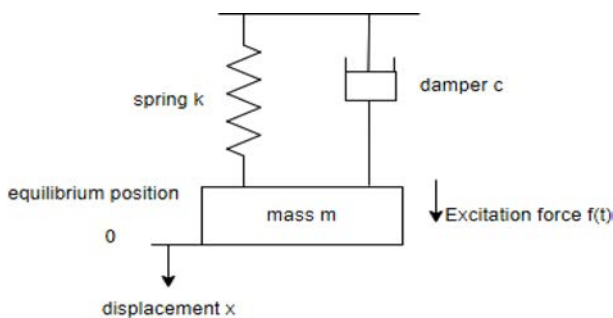 spring k
damper c
equilibrium position
mass m
Excitation force f(t)
0
displacement x